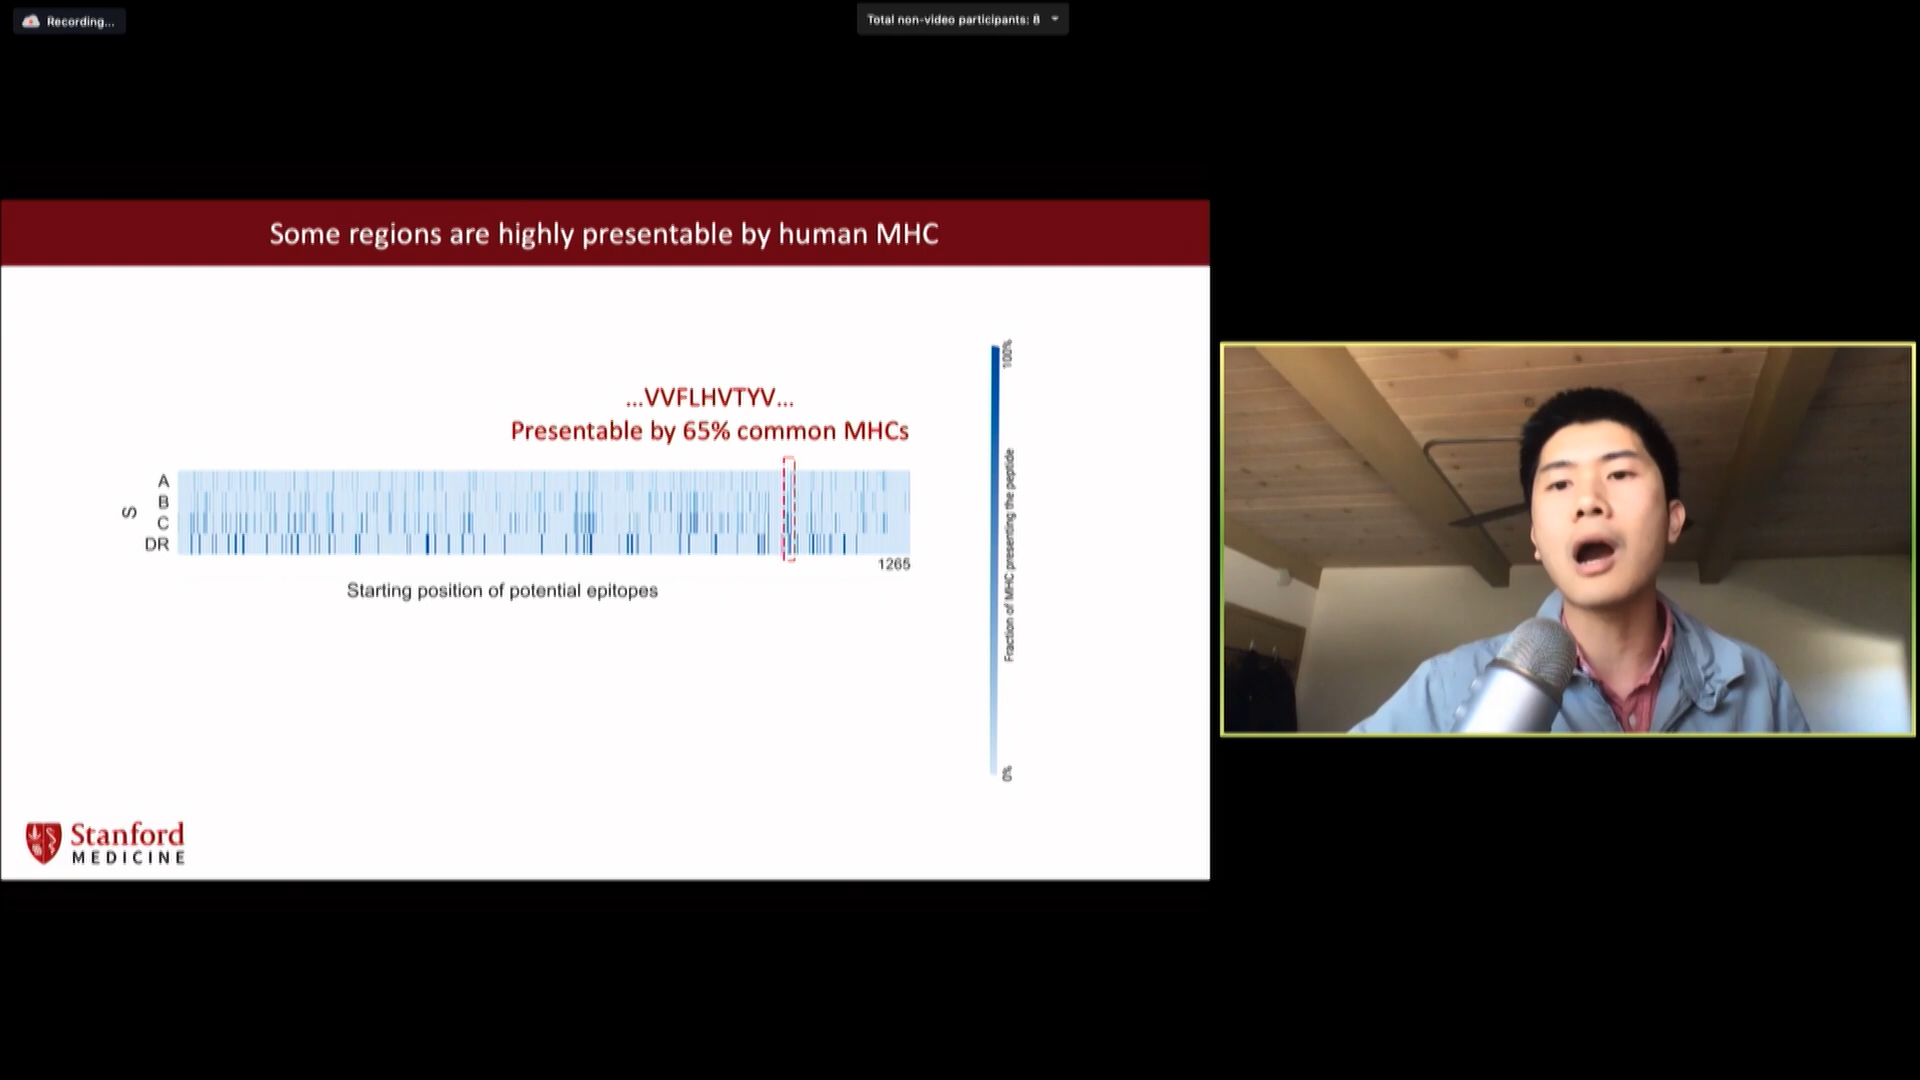 Recording...
Total non-video participants: 8
Some regions are highly presentable by human MHC
...VVFLHVTYV...
Presentable by 65% common MHCs
S
A
B
C
DR
1265
Starting position of potential epitopes
100%
Fraction of MHC presenting the peptide
0%
Stanford
MEDICINE